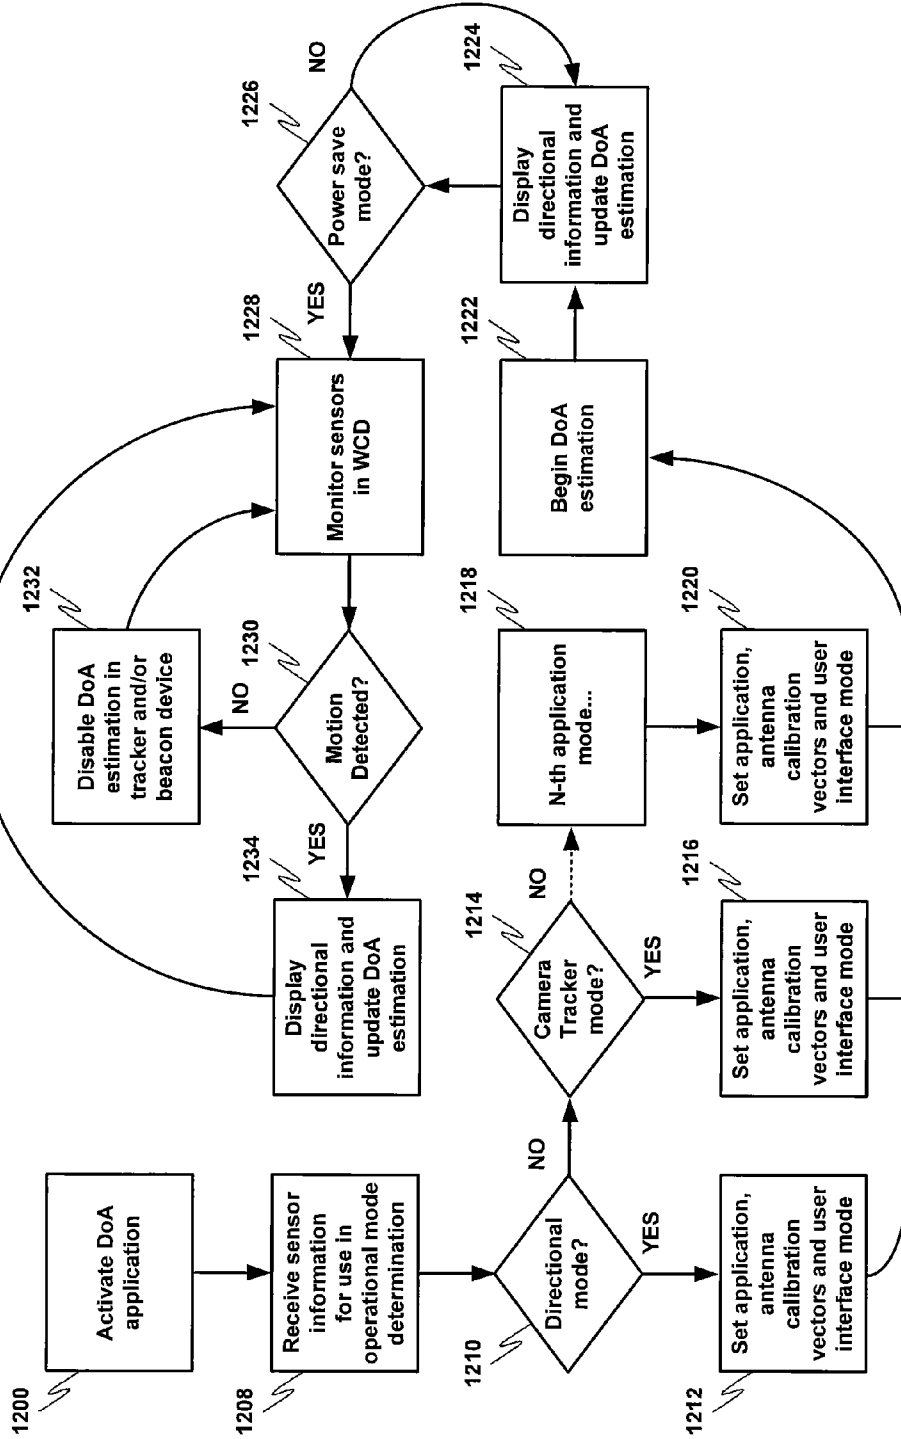 1200
Activate DoA
application
1208
Receive sensor
information
for use in
operational mode
determination
1210
Directional
mode?
YES
NO
1212
Set application,
antenna
calibration
vectors and user
interface mode
1214
Camera
Tracker
mode?
YES
NO
1216
Set application,
antenna
calibration
vectors and user
interface mode
1218
N-th application
mode...
1220
Set application,
antenna
calibration
vectors and user
interface mode
1222
Begin DoA
estimation
1224
Display
directional
information and
update DoA
estimation
1226
Power save
mode?
NO
YES
1228
Monitor sensors
in WCD
1230
Motion
Detected?
NO
YES
1232
Disable DoA
estimation in
tracker and/or
beacon device
1234
Display
directional
information and
update DoA
estimation